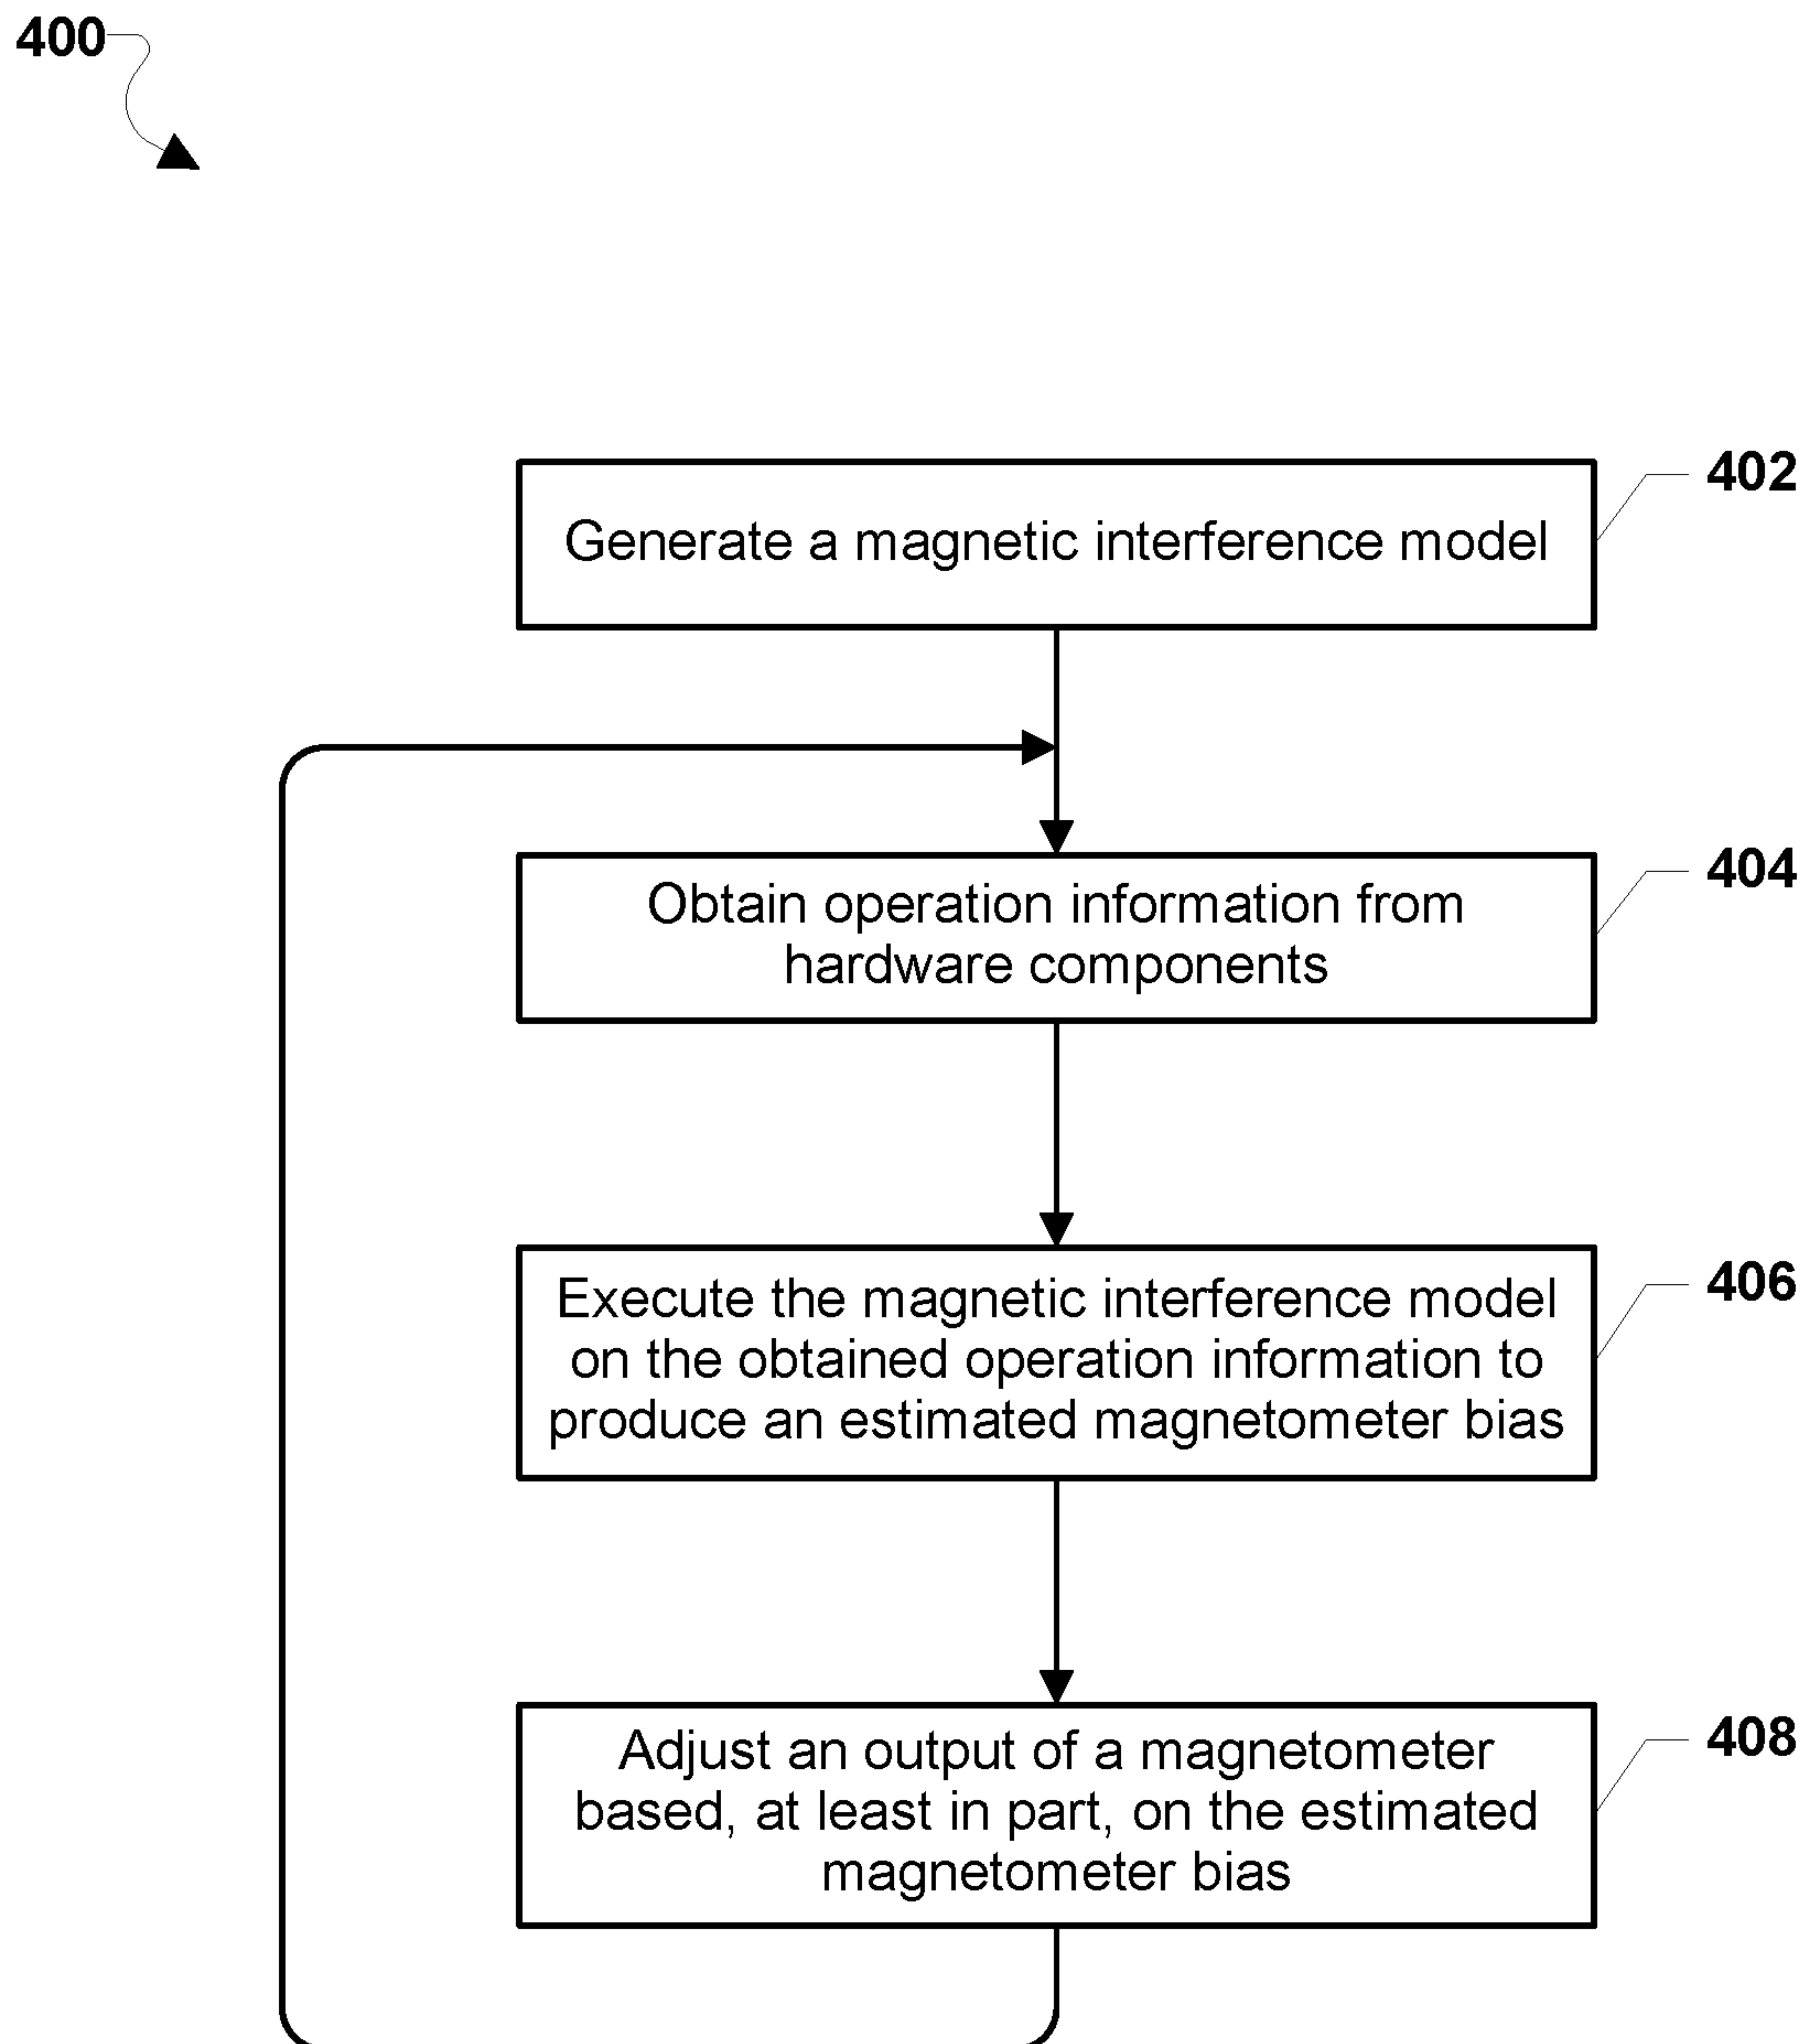 400
402
Generate a magnetic interference model
404
Obtain operation information from
hardware components
406
Execute the magnetic interference model
on the obtained operation information to
produce an estimated magnetometer bias
408
Adjust an output of a magnetometer
based, at least in part, on the estimated
magnetometer bias